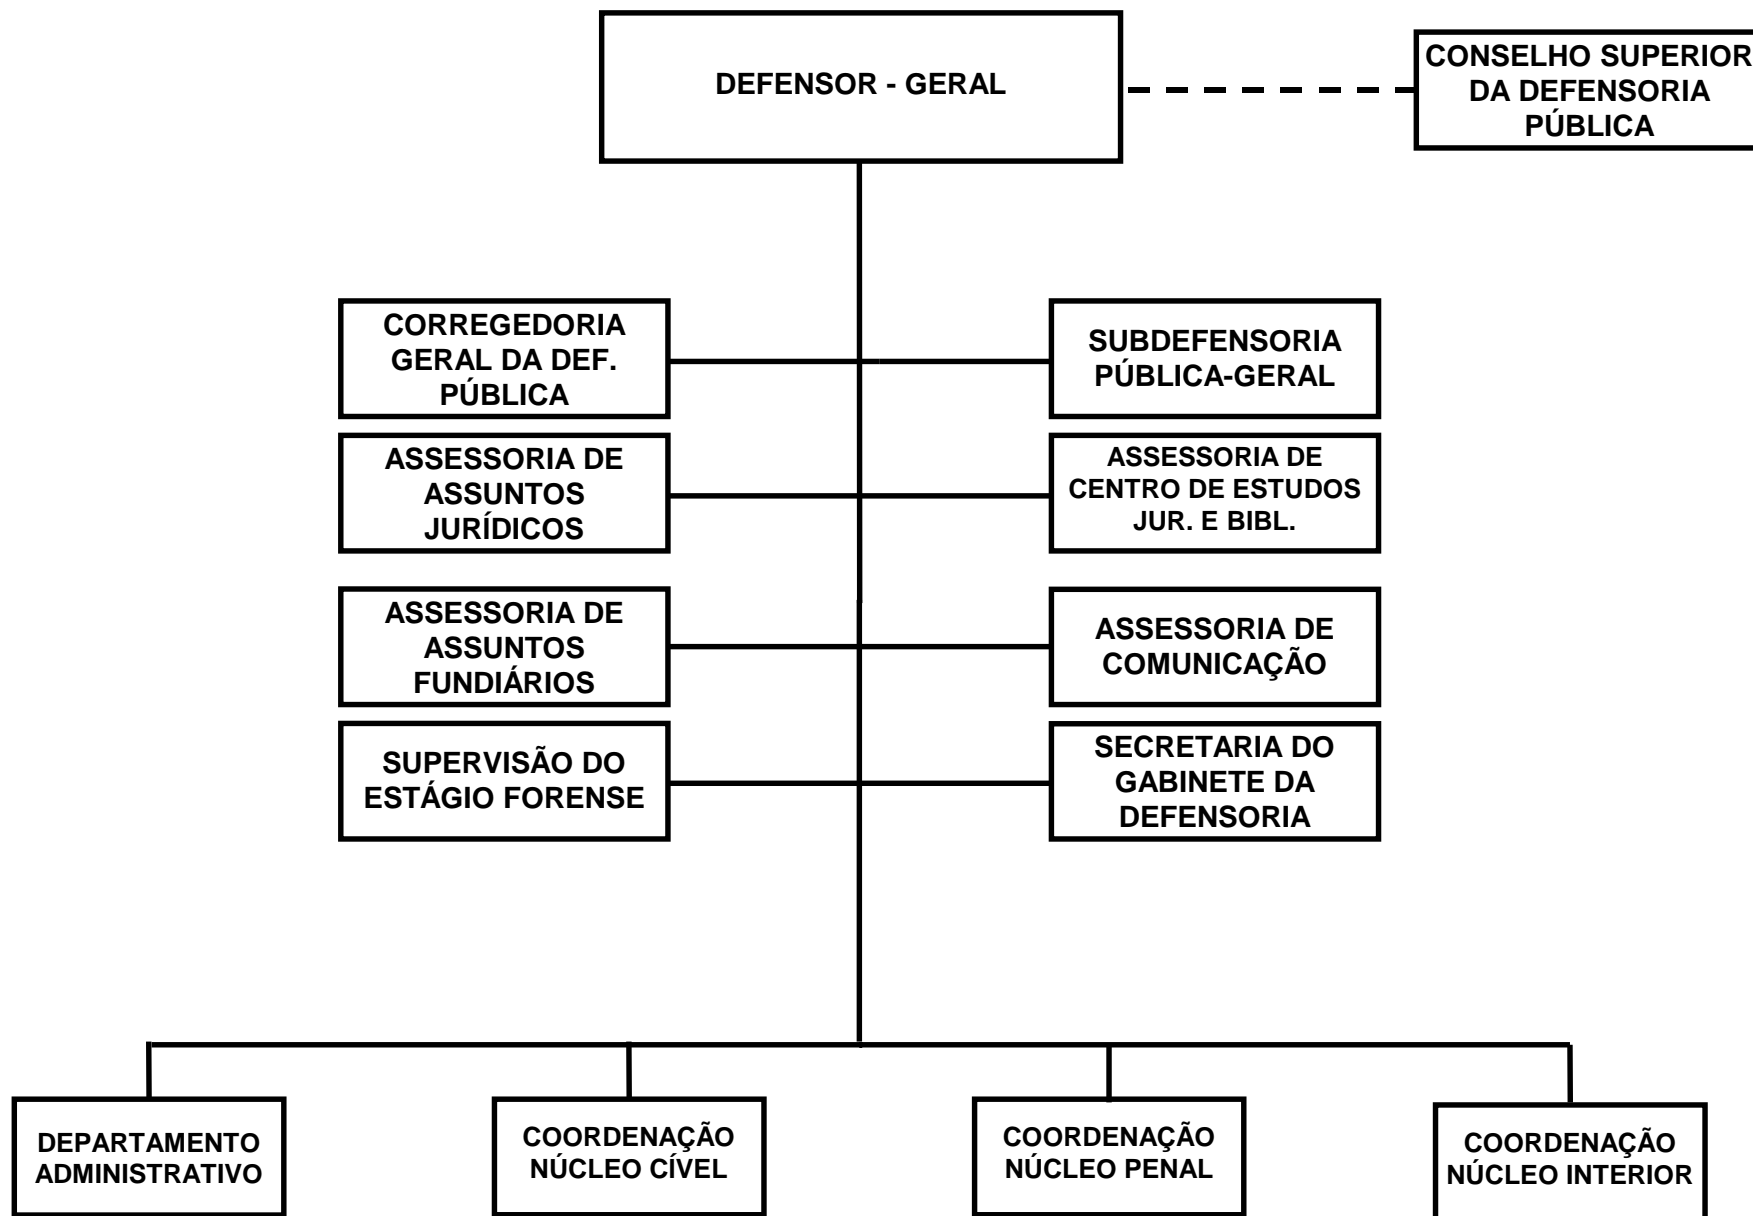 DEFENSOR - GERAL
CONSELHO SUPERIOR
DA DEFENSORIA
PÚBLICA
CORREGEDORIA
GERAL DA DEF.
PÚBLICA
SUBDEFENSORIA
PÚBLICA-GERAL
ASSESSORIA DE
ASSUNTOS
JURÍDICOS
ASSESSORIA DE
CENTRO DE ESTUDOS
JUR. E BIBL.
ASSESSORIA DE
ASSUNTOS
FUNDIÁRIOS
ASSESSORIA DE
COMUNICAÇÃO
SUPERVISÃO DO
ESTÁGIO FORENSE
SECRETARIA DO
GABINETE DA
DEFENSORIA
DEPARTAMENTO
ADMINISTRATIVO
COORDENAÇÃO
NÚCLEO CÍVEL
COORDENAÇÃO
NÚCLEO PENAL
COORDENAÇÃO
NÚCLEO INTERIOR